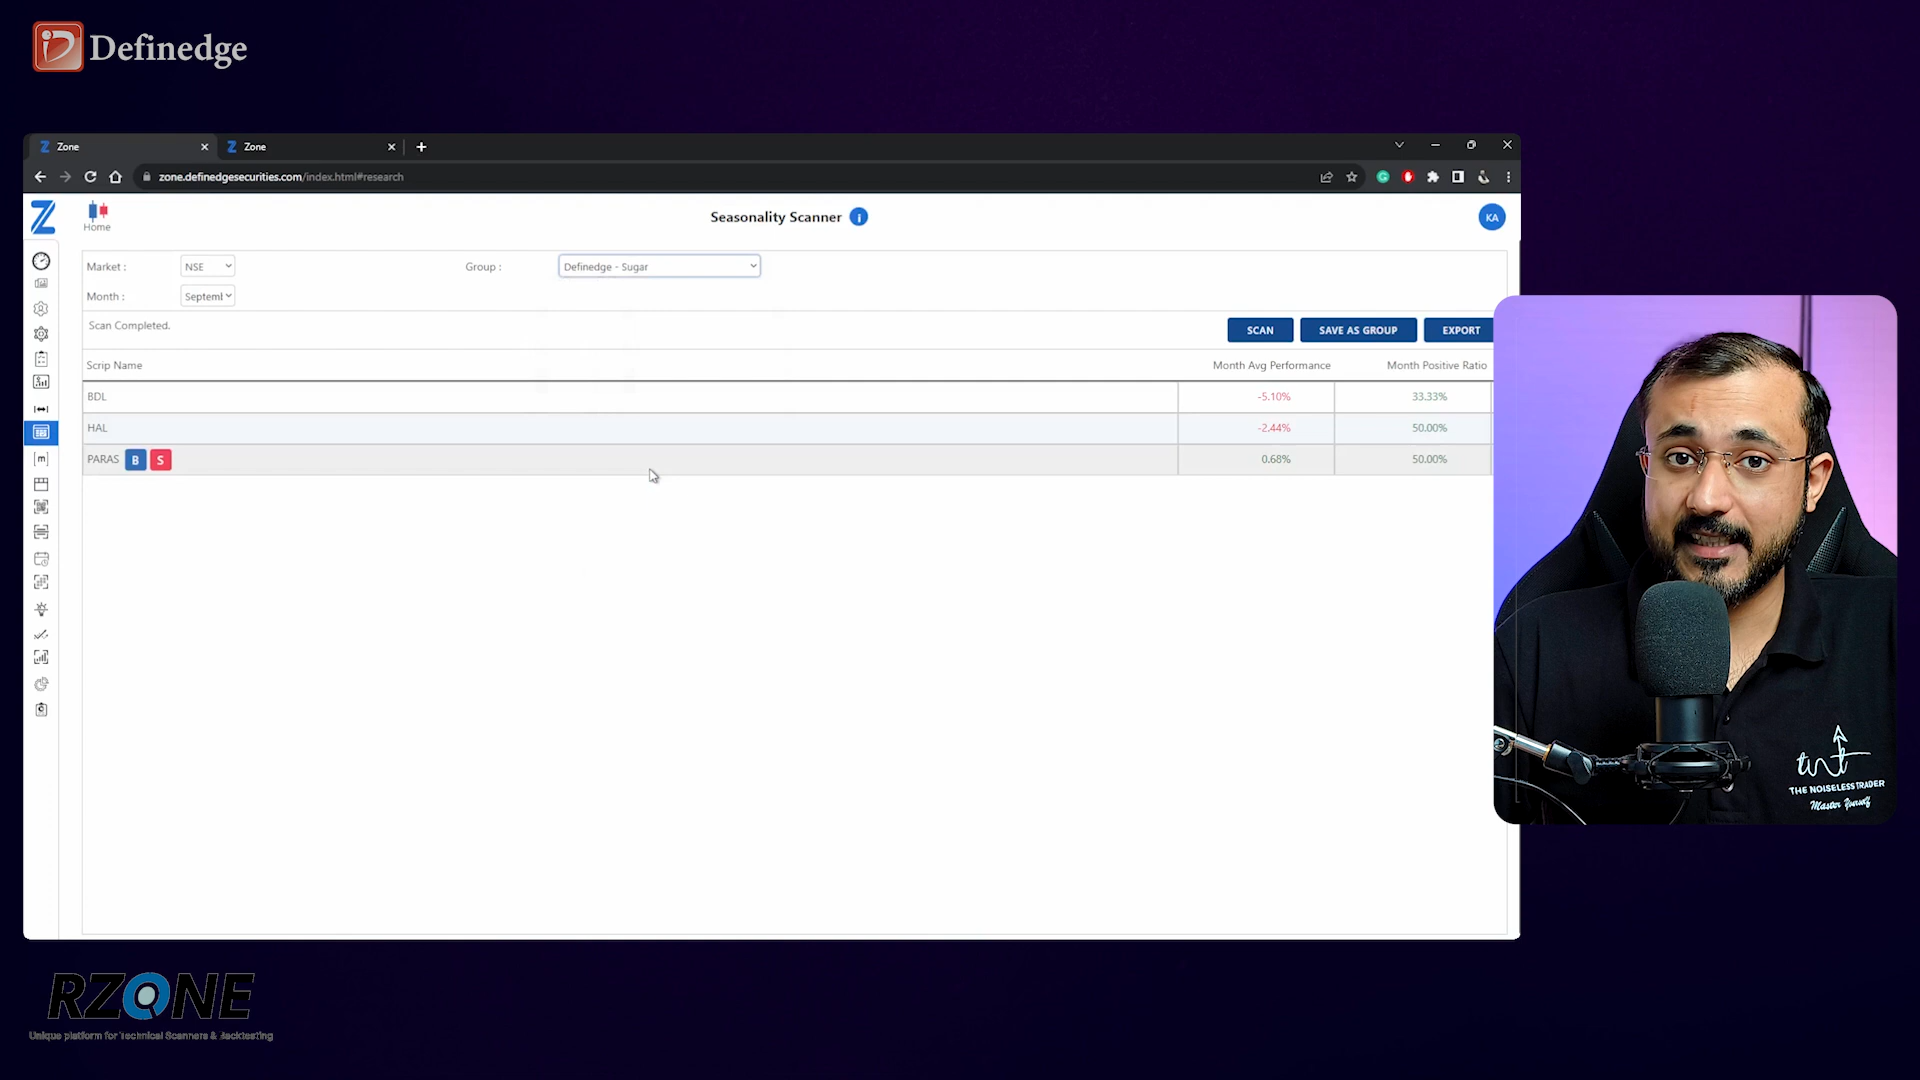 Definedge
Zone
Zone
zone.definedgesecurities.com/index.html#research
Home
Seasonality Scanner
KA
Market :
NSE
Group :
Definedge - Sugar
Month :
Septeml
Scan Completed.
SCAN
SAVE AS GROUP
EXPORT
Scrip Name
Month Avg Performance
Month Positive Ratio
BDL
-5.10%
33.33%
HAL
-2.44%
50.00%
PARAS
B
S
0.68%
50.00%
tnt
THE NOISELESS TRADER
Master Yourself
RZONE
Unique platform for Technical Scanners & Backtesting